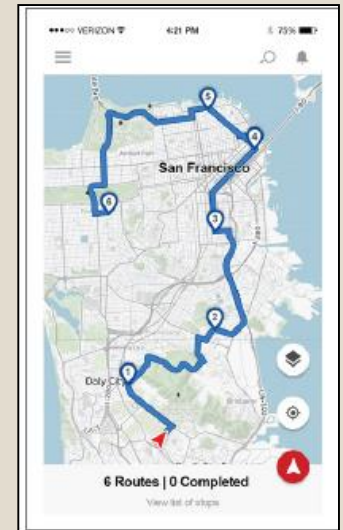 VERIZON 4:21 PM 75%
5
4
San Francisco
6
3
2
1
Daly City
Brisbane
6 Routes | 0 Completed
View list of stops